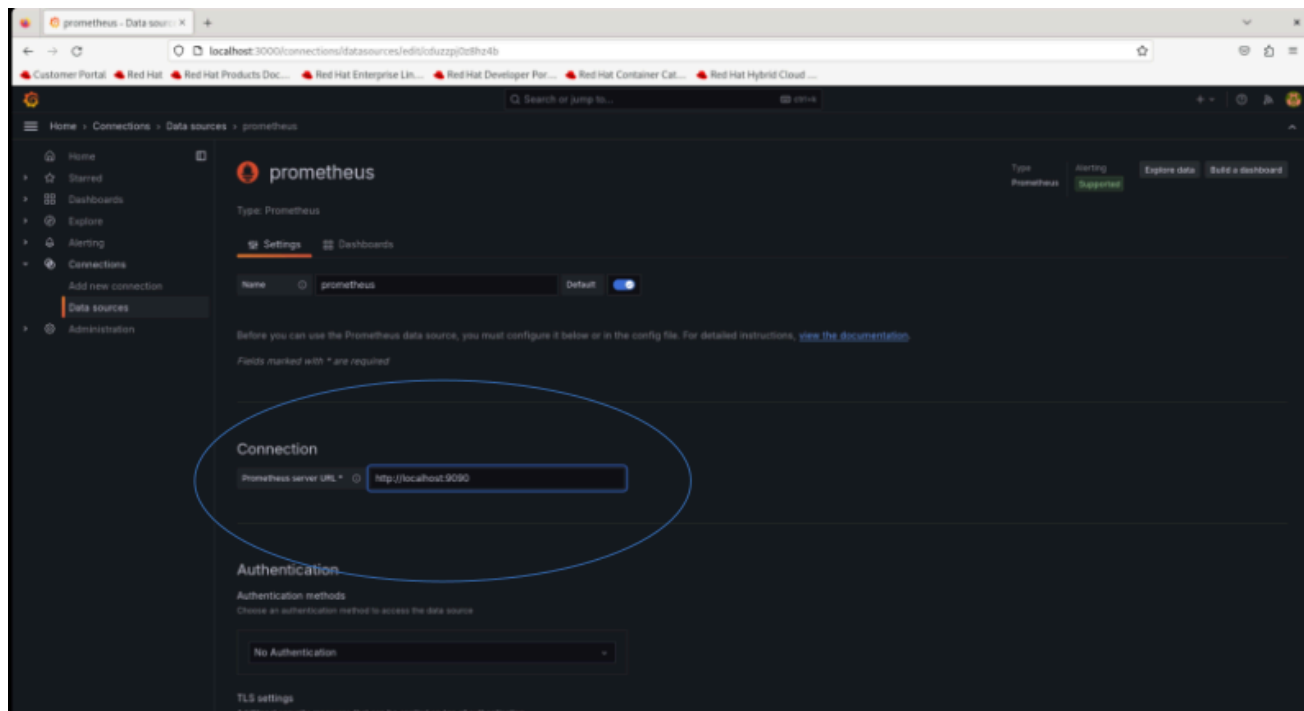 prometheus - Data sourc
localhost:3000/connections/datasources/edit/cduzzpj0z8hz4b
Customer Portal Red Hat Red Hat Products Doc... Red Hat Enterprise Lin... Red Hat Developer Por... Red Hat Container Cat... Red Hat Hybrid Cloud ...
Search or jump to... ctrl+k
Home > Connections > Data sources > prometheus
Home
Starred
Dashboards
Explore
Alerting
Connections
Add new connection
Data sources
Administration
prometheus
Type
Prometheus
Alerting
Supported
Explore data
Build a dashboard
Type: Prometheus
Settings Dashboards
Name prometheus Default
Before you can use the Prometheus data source, you must configure it below or in the config file. For detailed instructions, view the documentation.
Fields marked with * are required
Connection
Prometheus server URL * http://localhost:9090
Authentication
Authentication methods
Choose an authentication method to access the data source
No Authentication
TLS settings